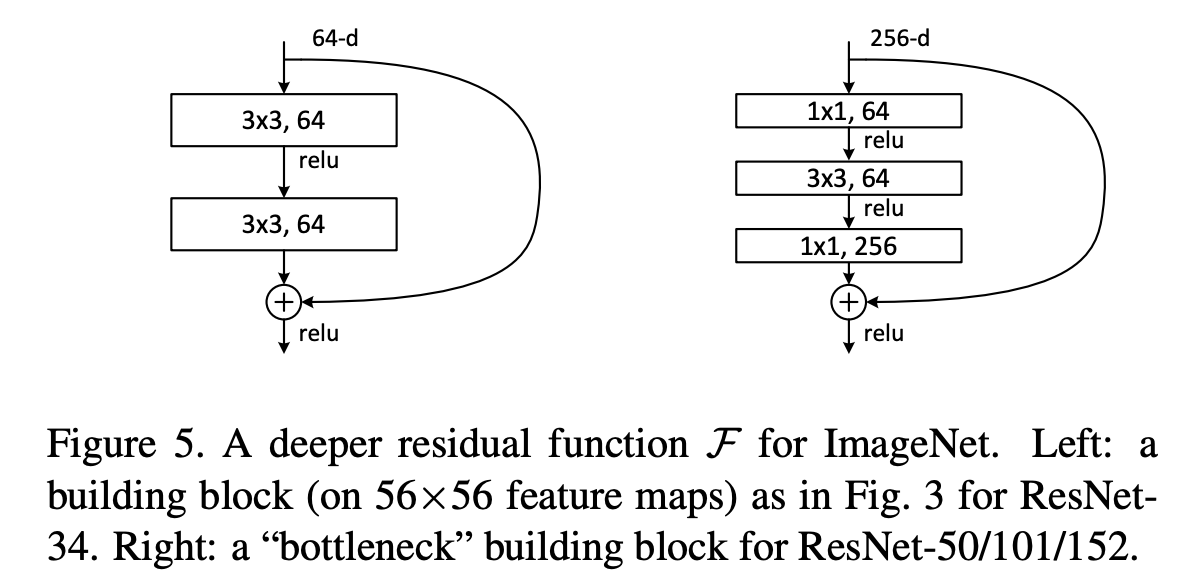 64-d
3x3, 64
relu
3x3, 64
relu
256-d
1x1, 64
relu
3x3, 64
relu
1x1, 256
relu
Figure 5. A deeper residual function F for ImageNet. Left: a
building block (on 56×56 feature maps) as in Fig. 3 for ResNet-
34. Right: a “bottleneck” building block for ResNet-50/101/152.